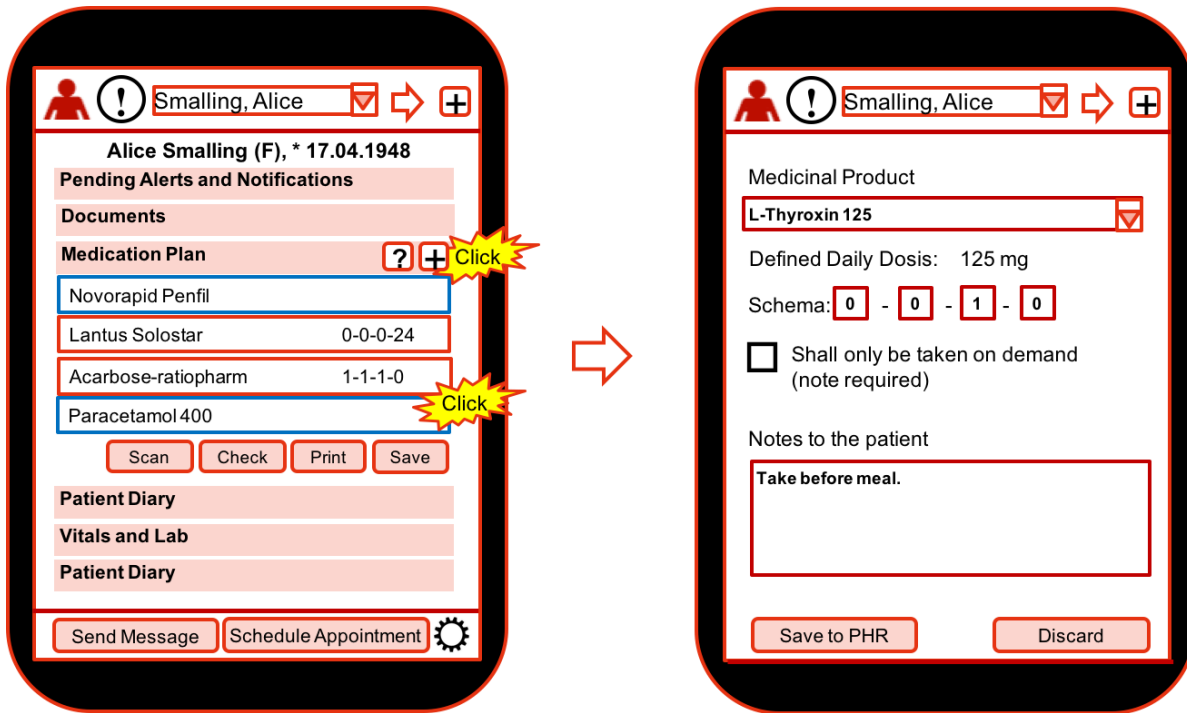 Smalling, Alice
+
Alice Smalling (F), * 17.04.1948
Pending Alerts and Notifications
Documents
Medication Plan ? + Click
Novorapid Penfil
Lantus Solostar 0-0-0-24
Acarbose-ratiopharm 1-1-1-0
Click
Paracetamol 400
Scan Check Print Save
Patient Diary
Vitals and Lab
Patient Diary
Send Message Schedule Appointment
! Smalling, Alice +
Medicinal Product
L-Thyroxin 125
Defined Daily Dosis: 125 mg
Schema: 0 - 0 - 1 - 0
Shall only be taken on demand
(note required)
Notes to the patient
Take before meal.
Save to PHR Discard